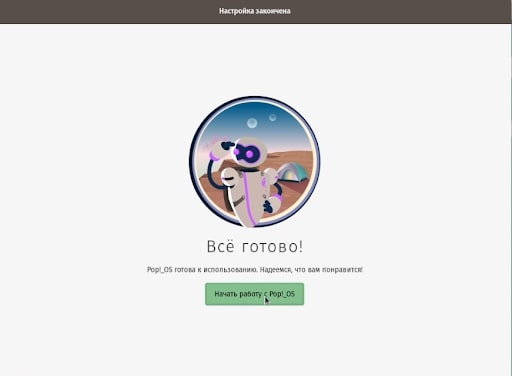 Настройка закончена
Всё готово!
Pop!_OS готова к использованию. Надеемся, что вам понравится!
Начать работу с Pop!_OS